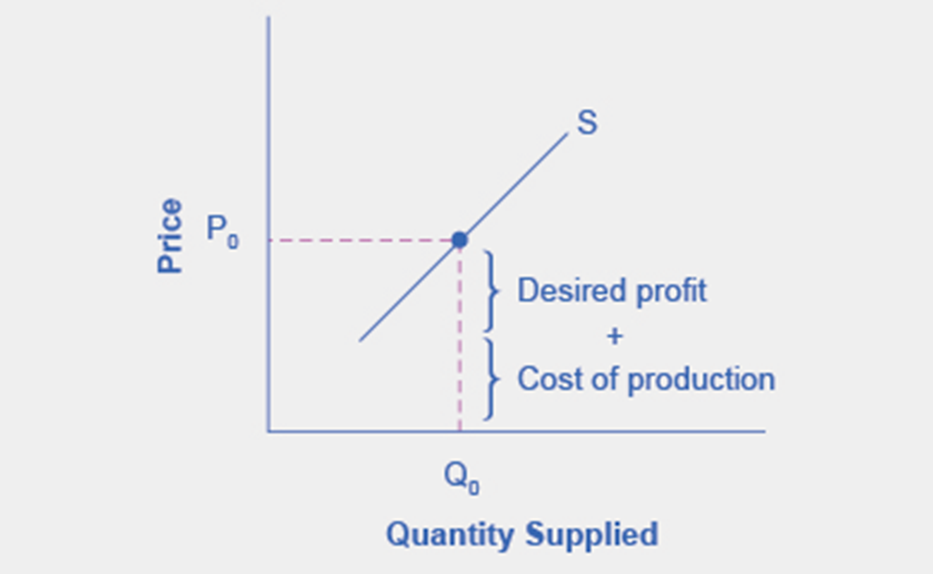 S
Price
P₀
Desired profit
+
Cost of production
Q₀
Quantity Supplied